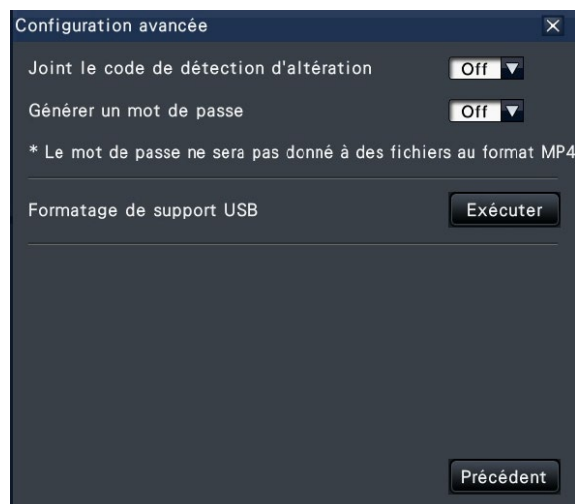 Configuration avancée
Joint le code de détection d'altération Off
Générer un mot de passe Off
* Le mot de passe ne sera pas donné à des fichiers au format MP4
Formatage de support USB Exécuter
Précédent